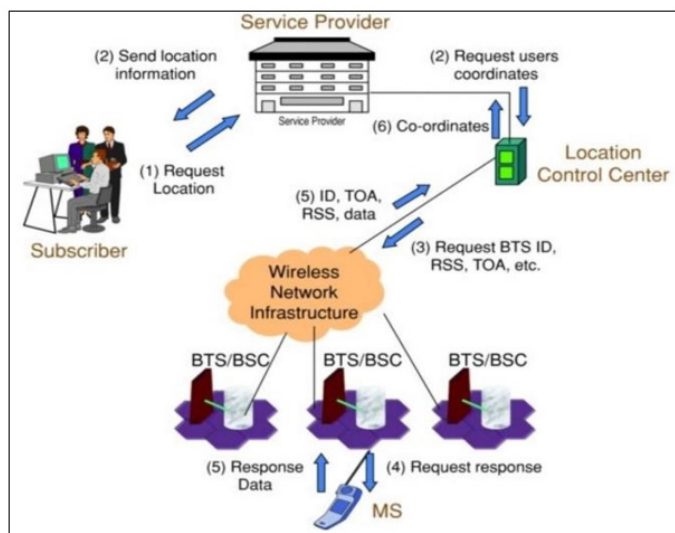 Service Provider
(2) Send location
information
(2) Request users
coordinates
Service Provider
(6) Co-ordinates
(1) Request
Location
Location
Control Center
(5) ID, TOA,
RSS, data
Subscriber
(3) Request BTS ID,
RSS, TOA, etc.
Wireless
Network
Infrastructure
BTS/BSC
BTS/BSC
BTS/BSC
(5) Response
Data
(4) Request response
MS